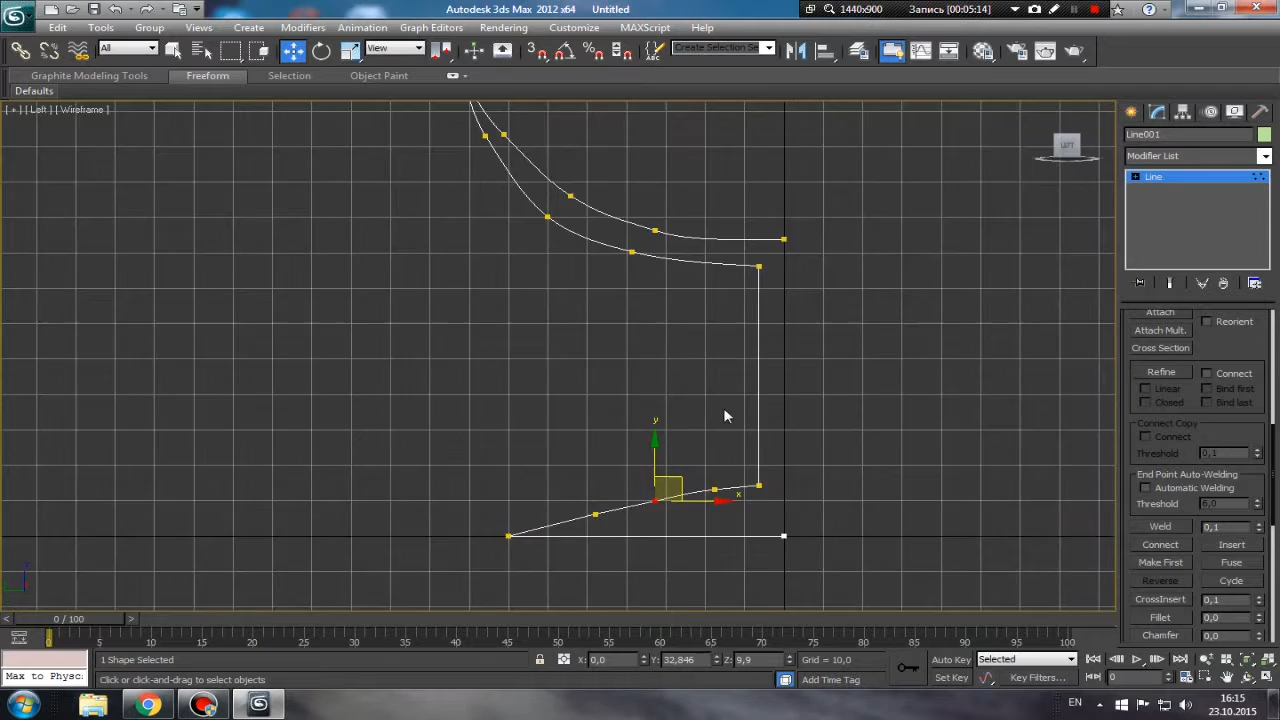 Autodesk 3ds Max 2012 x64 Untitled
1440x900 Запись [00:05:14]
Edit Tools Group Views Create Modifiers Animation Graph Editors Rendering Customize MAXScript Help
All View Create Selection Se
Graphite Modeling Tools Freeform Selection Object Paint
Defaults
[ + ] [ Left ] [ Wireframe ]
LEFT
Line001
Modifier List
Line
Attach Reorient
Attach Mult.
Cross Section
Refine Connect
Linear Bind first
Closed Bind last
Connect Copy
Connect
Threshold 0,1
End Point Auto-Welding
Automatic Welding
Threshold 6,0
Weld 0,1
Connect Insert
Make First Fuse
Reverse Cycle
CrossInsert 0,1
Fillet 0,0
Chamfer 0,0
y
x
0 / 100
0 5 10 15 20 25 30 35 40 45 50 55 60 65 70 75 80 85 90 95 100
1 Shape Selected X: 0,0 Y: 32,846 Z: 9,9 Grid = 10,0 Auto Key Selected
Max to Physc: Click or click-and-drag to select objects Add Time Tag Set Key Key Filters... 0
EN 16:15
23.10.2015